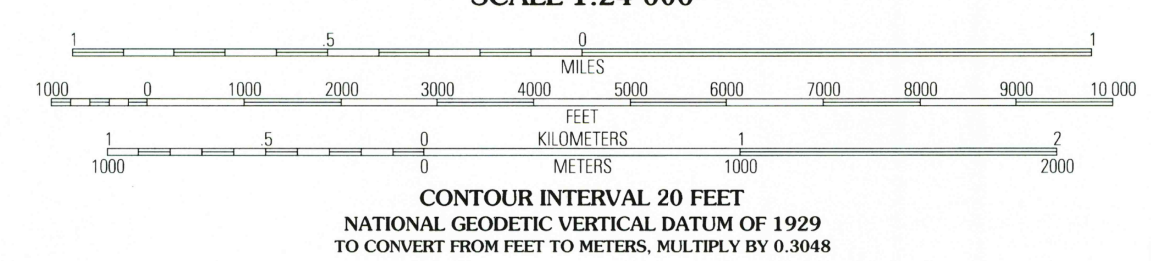 SCALE 1:24 000
1 .5 0 1
MILES
1000 0 1000 2000 3000 4000 5000 6000 7000 8000 9000 10 000
FEET
1 .5 0 KILOMETERS 1 2
1000 0 METERS 1000 2000
CONTOUR INTERVAL 20 FEET
NATIONAL GEODETIC VERTICAL DATUM OF 1929
TO CONVERT FROM FEET TO METERS, MULTIPLY BY 0.3048